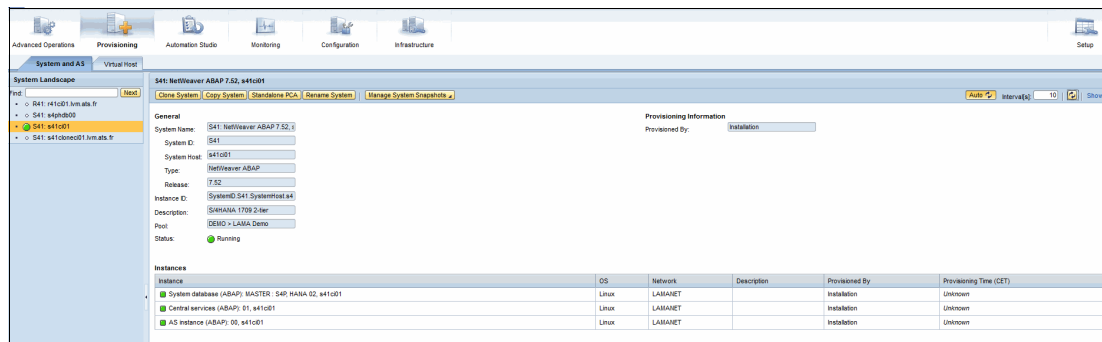 Advanced Operations Provisioning Automation Studio Monitoring Configuration Infrastructure Setup
System and AS Virtual Host
System Landscape
Find: Next
R41: r41ci01.lvm.ats.fr
S41: s4phdb00
S41: s41ci01
S41: s41cloneci01.lvm.ats.fr
S41: NetWeaver ABAP 7.52, s41ci01
Clone System Copy System Standalone PCA Rename System Manage System Snapshots Auto Interval[s]: 10 Show
General Provisioning Information
System Name: S41: NetWeaver ABAP 7.52, s Provisioned By: Installation
System ID: S41
System Host: s41ci01
Type: NetWeaver ABAP
Release: 7.52
Instance ID: SystemID.S41.SystemHost.s4
Description: S/4HANA 1709 2-tier
Pool: DEMO > LAMA Demo
Status: Running
Instances
Instance OS Network Description Provisioned By Provisioning Time (CET)
System database (ABAP): MASTER : S4P, HANA 02, s41ci01 Linux LAMANET Installation Unknown
Central services (ABAP): 01, s41ci01 Linux LAMANET Installation Unknown
AS instance (ABAP): 00, s41ci01 Linux LAMANET Installation Unknown